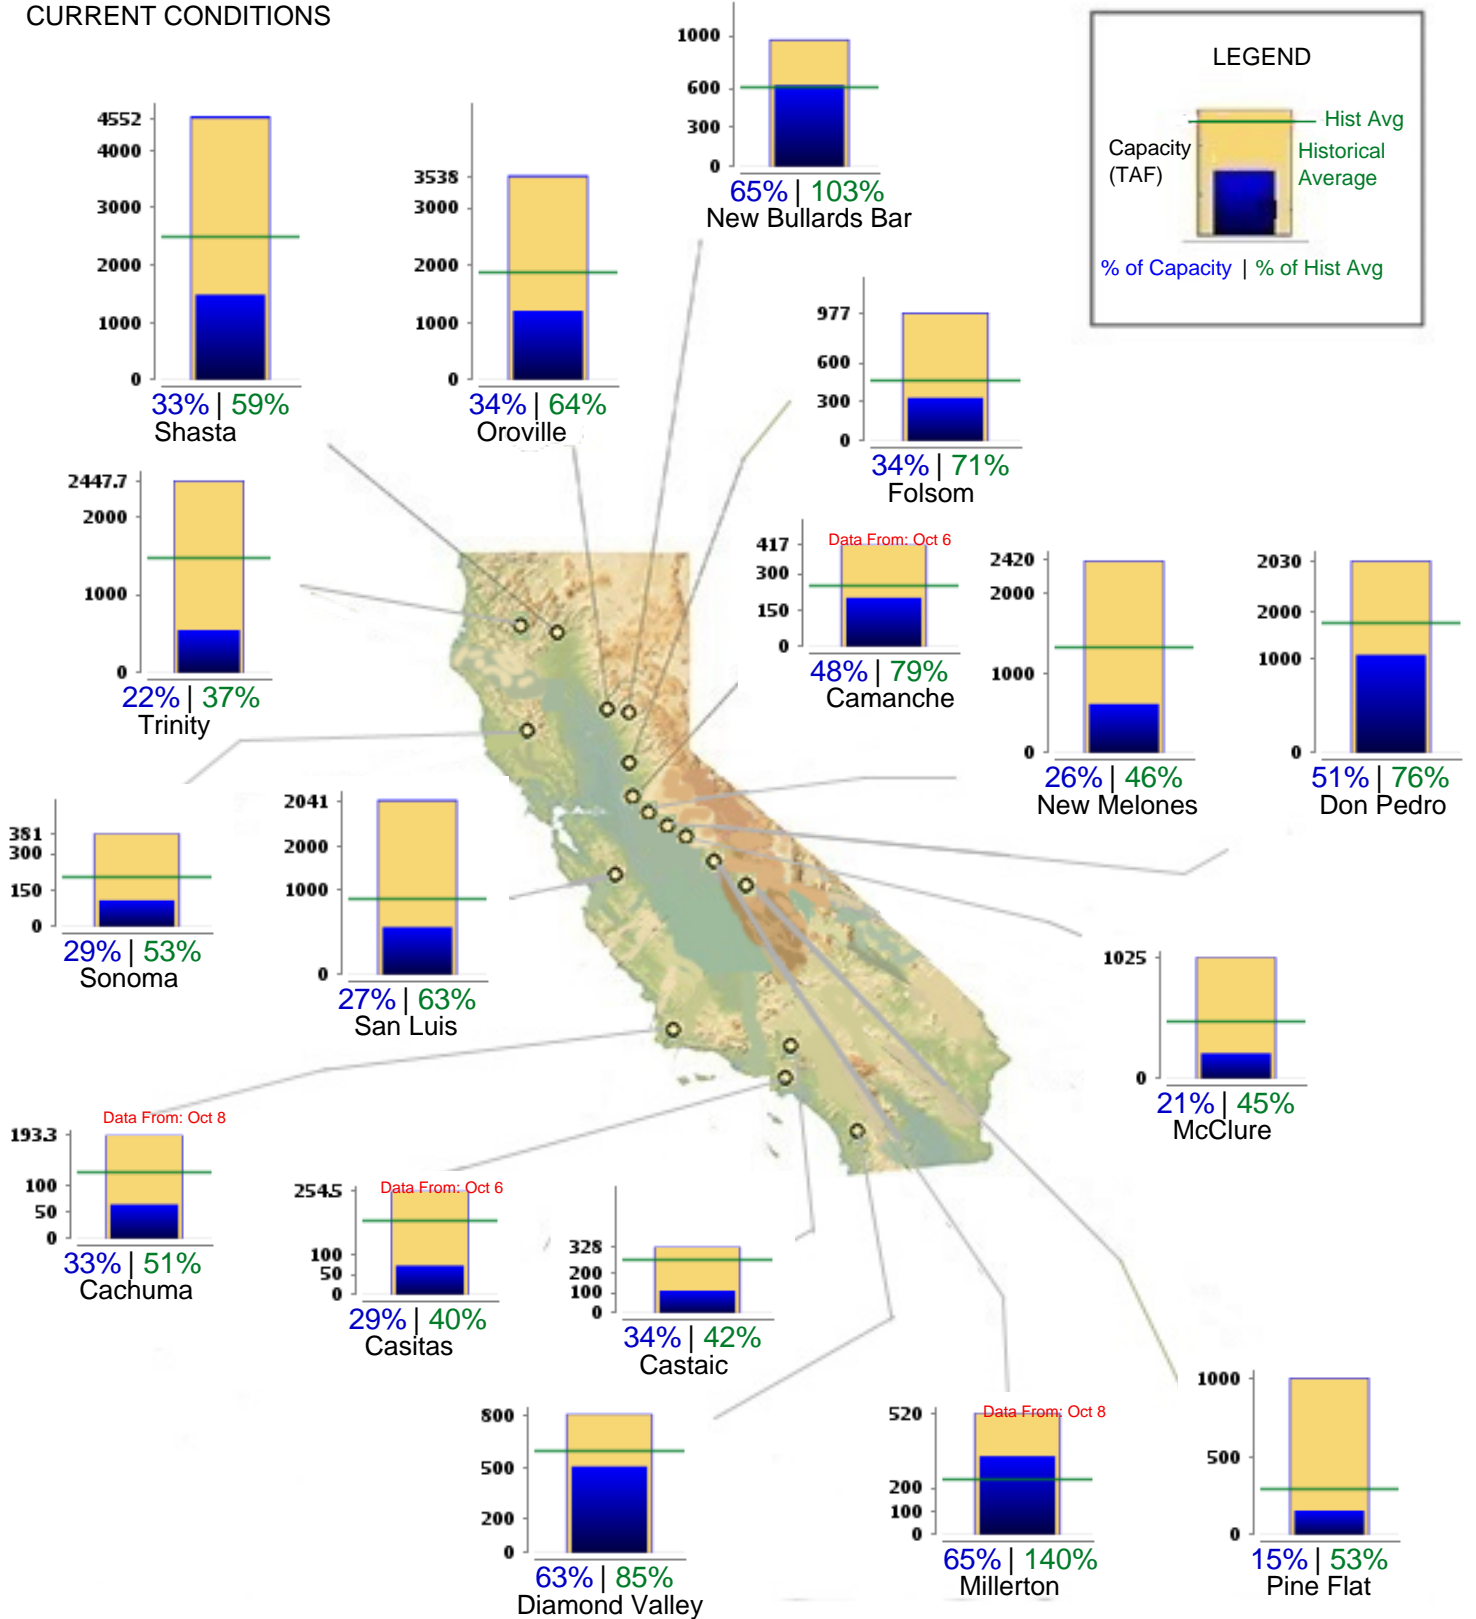 CURRENT CONDITIONS
LEGEND
Hist Avg
Capacity
(TAF)
Historical
Average
% of Capacity | % of Hist Avg
1000
600
300
0
65% | 103%
New Bullards Bar
4552
4000
3000
2000
1000
0
33% | 59%
Shasta
3538
3000
2000
1000
0
34% | 64%
Oroville
977
600
300
0
34% | 71%
Folsom
2447.7
2000
1000
0
22% | 37%
Trinity
Data From: Oct 6
417
300
150
0
48% | 79%
Camanche
2420
2000
1000
0
26% | 46%
New Melones
2030
2000
1000
0
51% | 76%
Don Pedro
381
300
150
0
29% | 53%
Sonoma
2041
2000
1000
0
27% | 63%
San Luis
1025
0
21% | 45%
McClure
Data From: Oct 8
193.3
100
50
0
33% | 51%
Cachuma
Data From: Oct 6
254.5
100
50
0
29% | 40%
Casitas
328
200
100
0
34% | 42%
Castaic
800
500
200
0
63% | 85%
Diamond Valley
Data From: Oct 8
520
200
100
0
65% | 140%
Millerton
1000
500
0
15% | 53%
Pine Flat